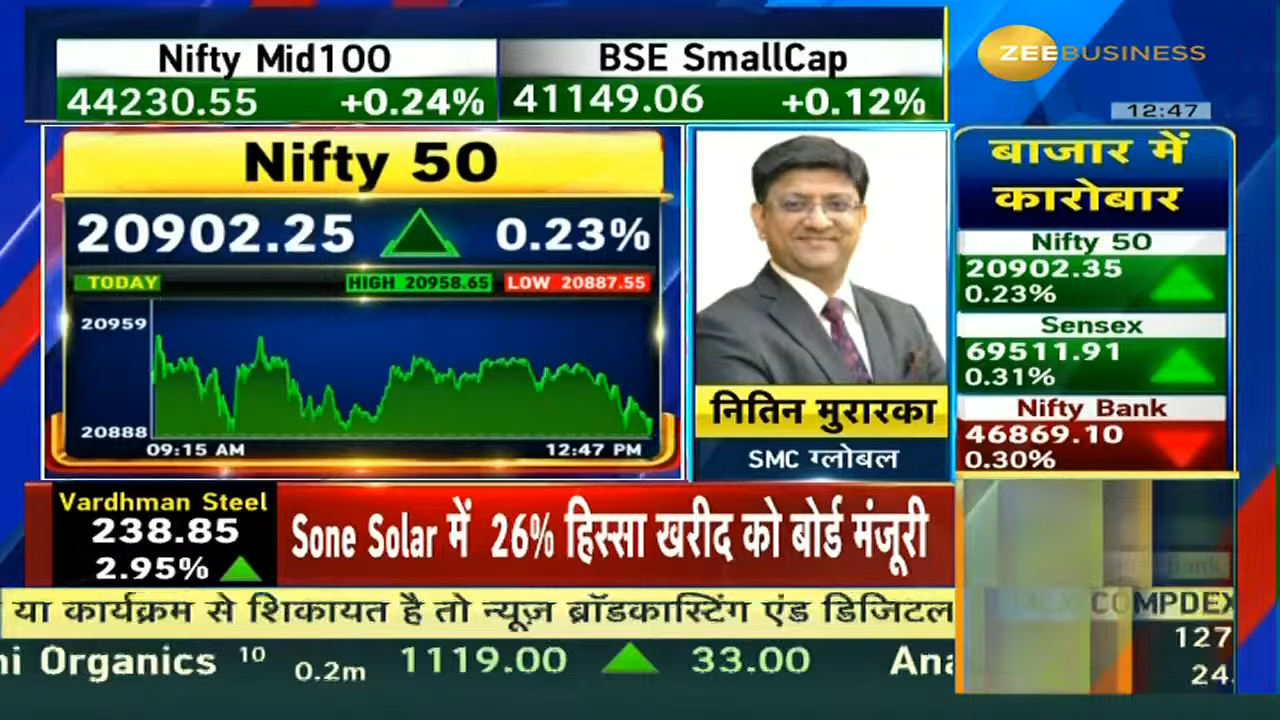 Nifty Mid100
44230.55 +0.24%
BSE SmallCap
41149.06 +0.12%
ZEEBUSINESS
12:47
Nifty 50
20902.25 0.23%
TODAY HIGH 20958.65 LOW 20887.55
20959
20888
09:15 AM 12:47 PM
नितिन मुरारका
SMC ग्लोबल
बाजार में
कारोबार
Nifty 50
20902.35
0.23%
Sensex
69511.91
0.31%
Nifty Bank
46869.10
0.30%
Vardhman Steel
238.85
2.95%
Sone Solar में 26% हिस्सा खरीद को बोर्ड मंजूरी
या कार्यक्रम से शिकायत है तो न्यूज़ ब्रॉडकास्टिंग एंड डिजिटल
ni Organics 10 0.2m 1119.00 33.00 Ana
COMPDEX
127
24.